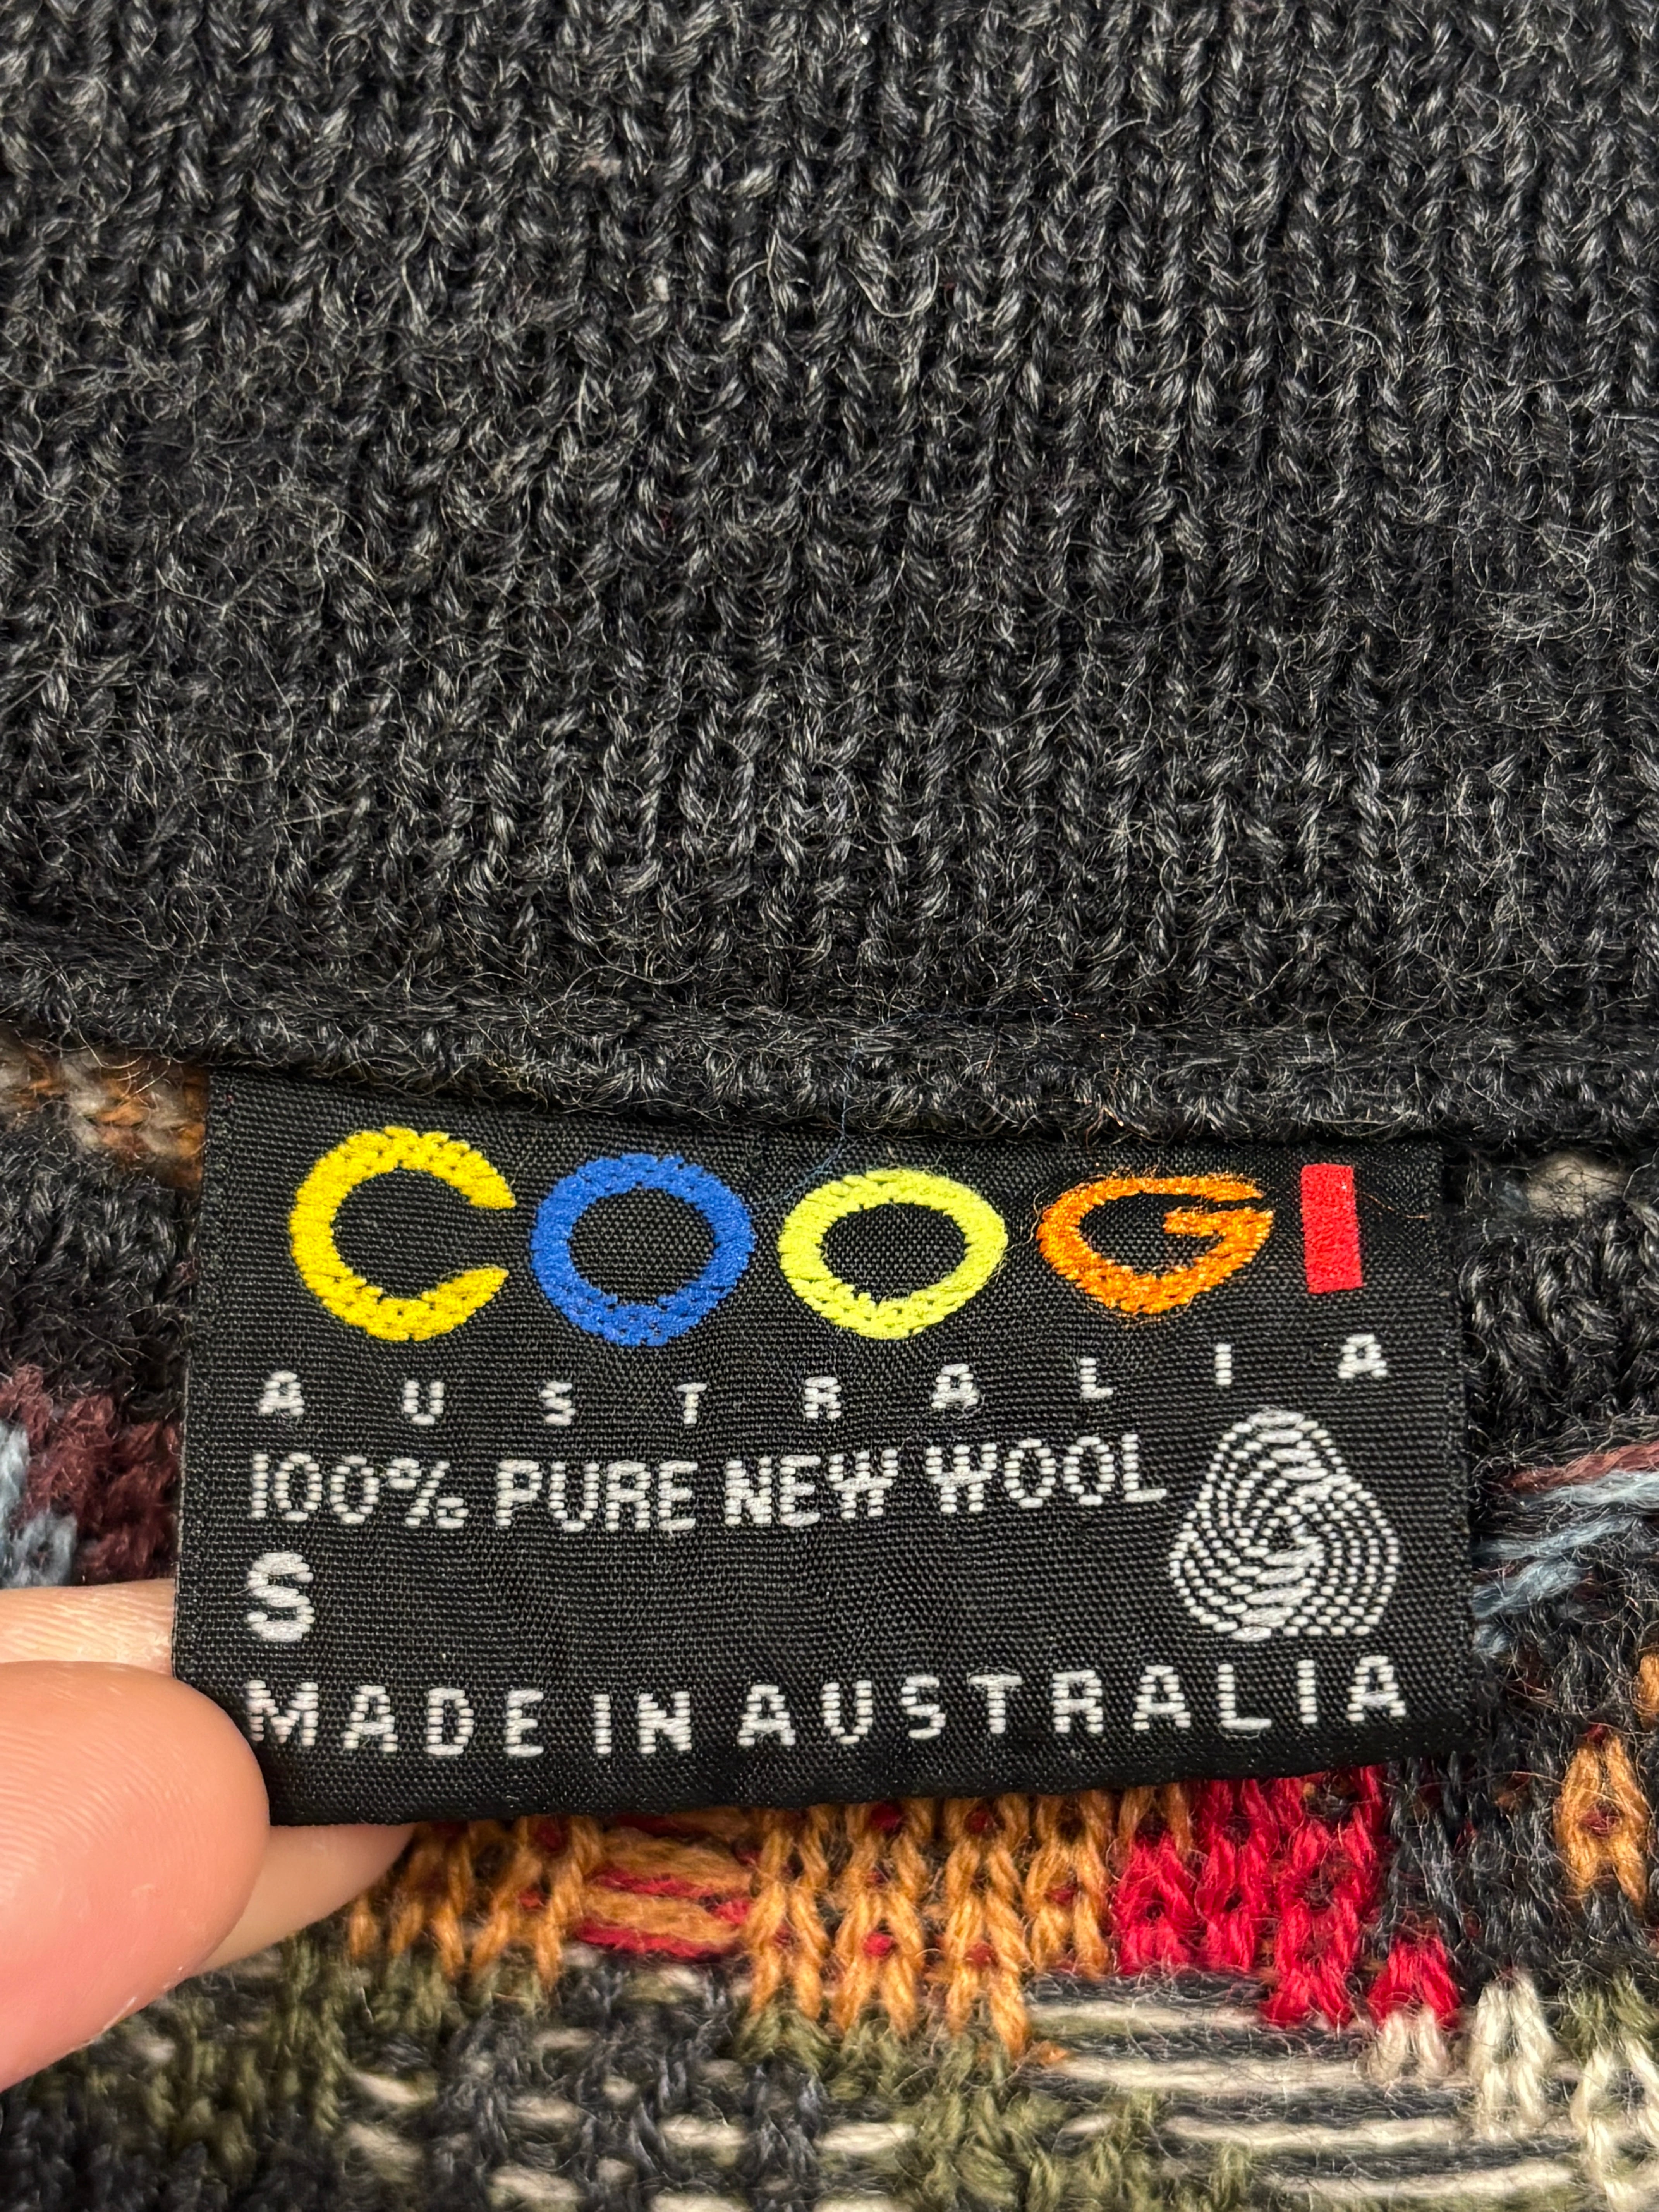 COOGI
AUSTRALIA
100% PURE NEW WOOL
S
MADE IN AUSTRALIA